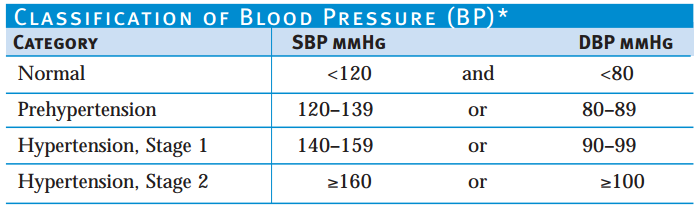 CLASSIFICATION OF BLOOD PRESSURE (BP)*
CATEGORY SBP MMHG DBP MMHG
Normal <120 and <80
Prehypertension 120–139 or 80–89
Hypertension, Stage 1 140–159 or 90–99
Hypertension, Stage 2 ≥160 or ≥100